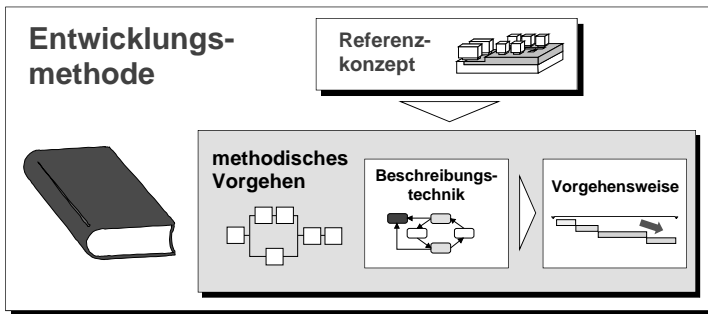 Entwicklungs-
methode
Referenz-
konzept
methodisches
Vorgehen
Beschreibungs-
technik
Vorgehensweise